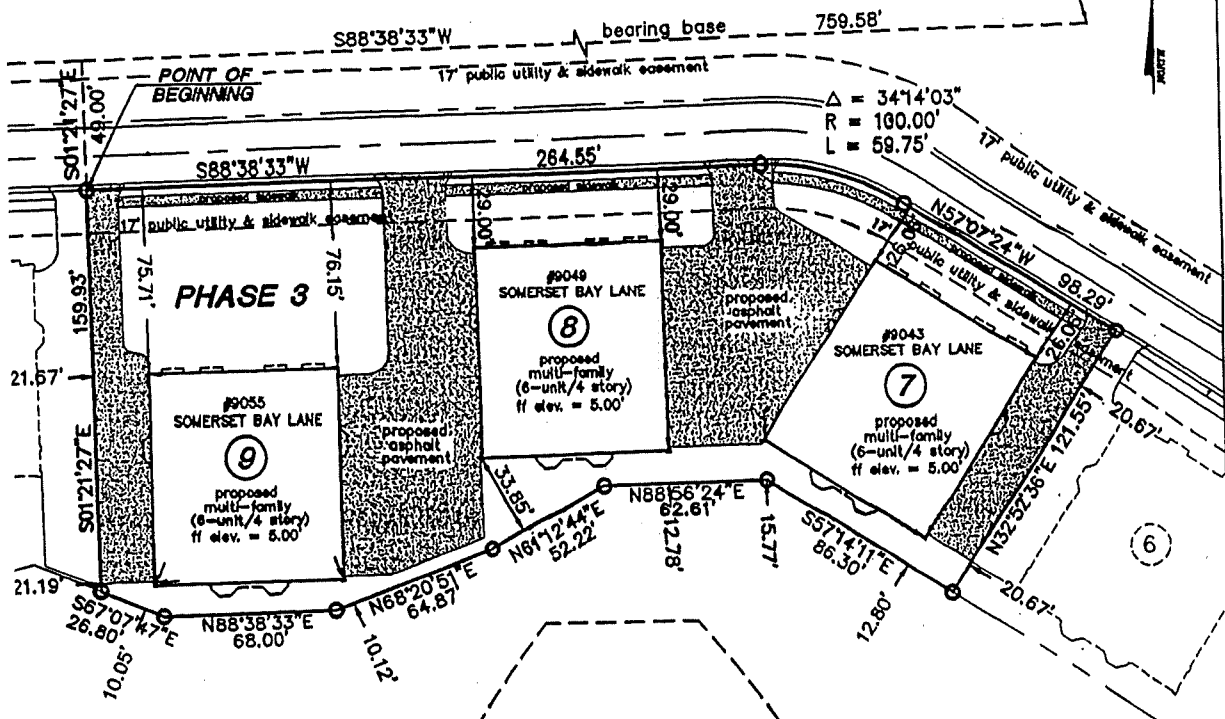 S88°38'33"W
bearing base
759.58'
NORTH
17' public utility & sidewalk easement
POINT OF
BEGINNING
S01°21'27"E
49.00'
Δ = 34°14'03"
R = 100.00'
L = 59.75'
17' public utility & sidewalk easement
S88°38'33"W
264.55'
proposed sidewalk
proposed sidewalk
17' public utility & sidewalk easement
N57°07'24"W
98.29'
proposed sidewalk
17' public utility & sidewalk easement
75.71'
76.15'
29.00'
29.00'
26.00'
26.00'
159.93'
S01°21'27"E
PHASE 3
#9049
SOMERSET BAY LANE
8
proposed
multi-family
(6-unit/4 story)
ff elev. = 5.00'
proposed
asphalt
pavement
#9043
SOMERSET BAY LANE
7
proposed
multi-family
(6-unit/4 story)
ff elev. = 5.00'
21.67'
#9055
SOMERSET BAY LANE
9
proposed
multi-family
(6-unit/4 story)
ff elev. = 5.00'
proposed
asphalt
pavement
20.67'
N32°52'36"E 121.55'
6
33.85'
N88°56'24"E
62.61'
12.78'
15.77'
S57°14'11"E
86.30'
12.80'
20.67'
N61°12'44"E
52.22'
N68°20'51"E
64.87'
21.19'
S67°07'47"E
26.80'
N88°38'33"E
68.00'
10.05'
10.12'